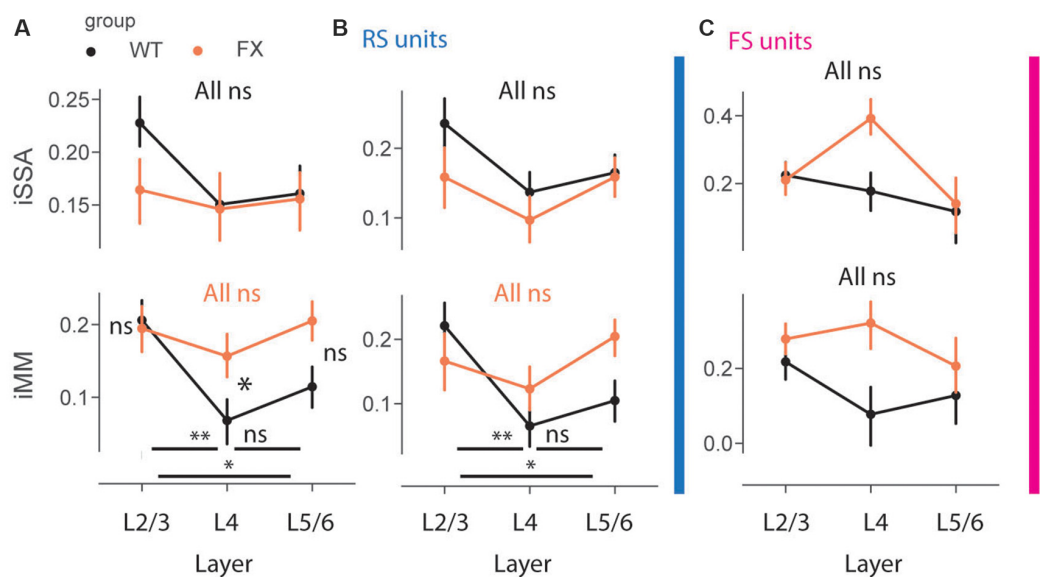 A
group
WT FX
B
RS units
C
FS units
iSSA
0.25
0.20
0.15
All ns
0.2
0.1
All ns
0.4
0.2
All ns
iMM
0.2
0.1
All ns
ns
ns
*
** ns
*
0.2
0.1
All ns
** ns
*
0.2
0.0
All ns
L2/3 L4 L5/6
Layer
L2/3 L4 L5/6
Layer
L2/3 L4 L5/6
Layer